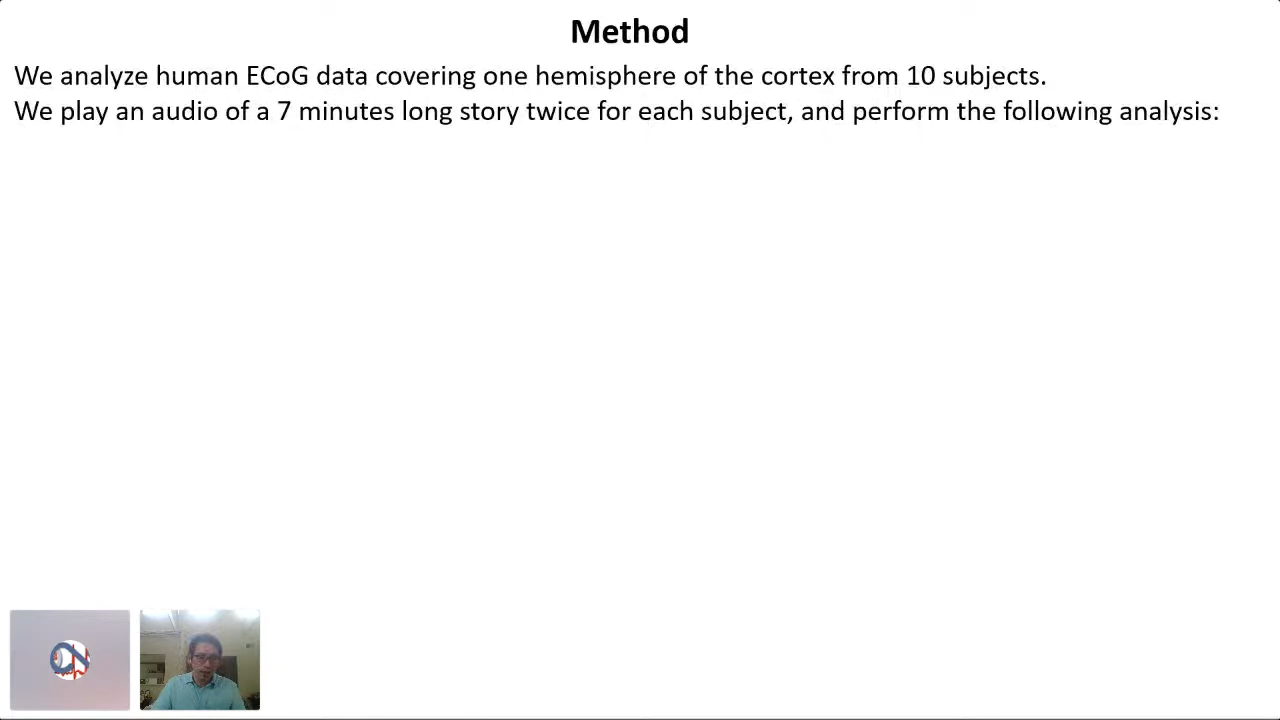 Method
We analyze human ECoG data covering one hemisphere of the cortex from 10 subjects.
We play an audio of a 7 minutes long story twice for each subject, and perform the following analysis: